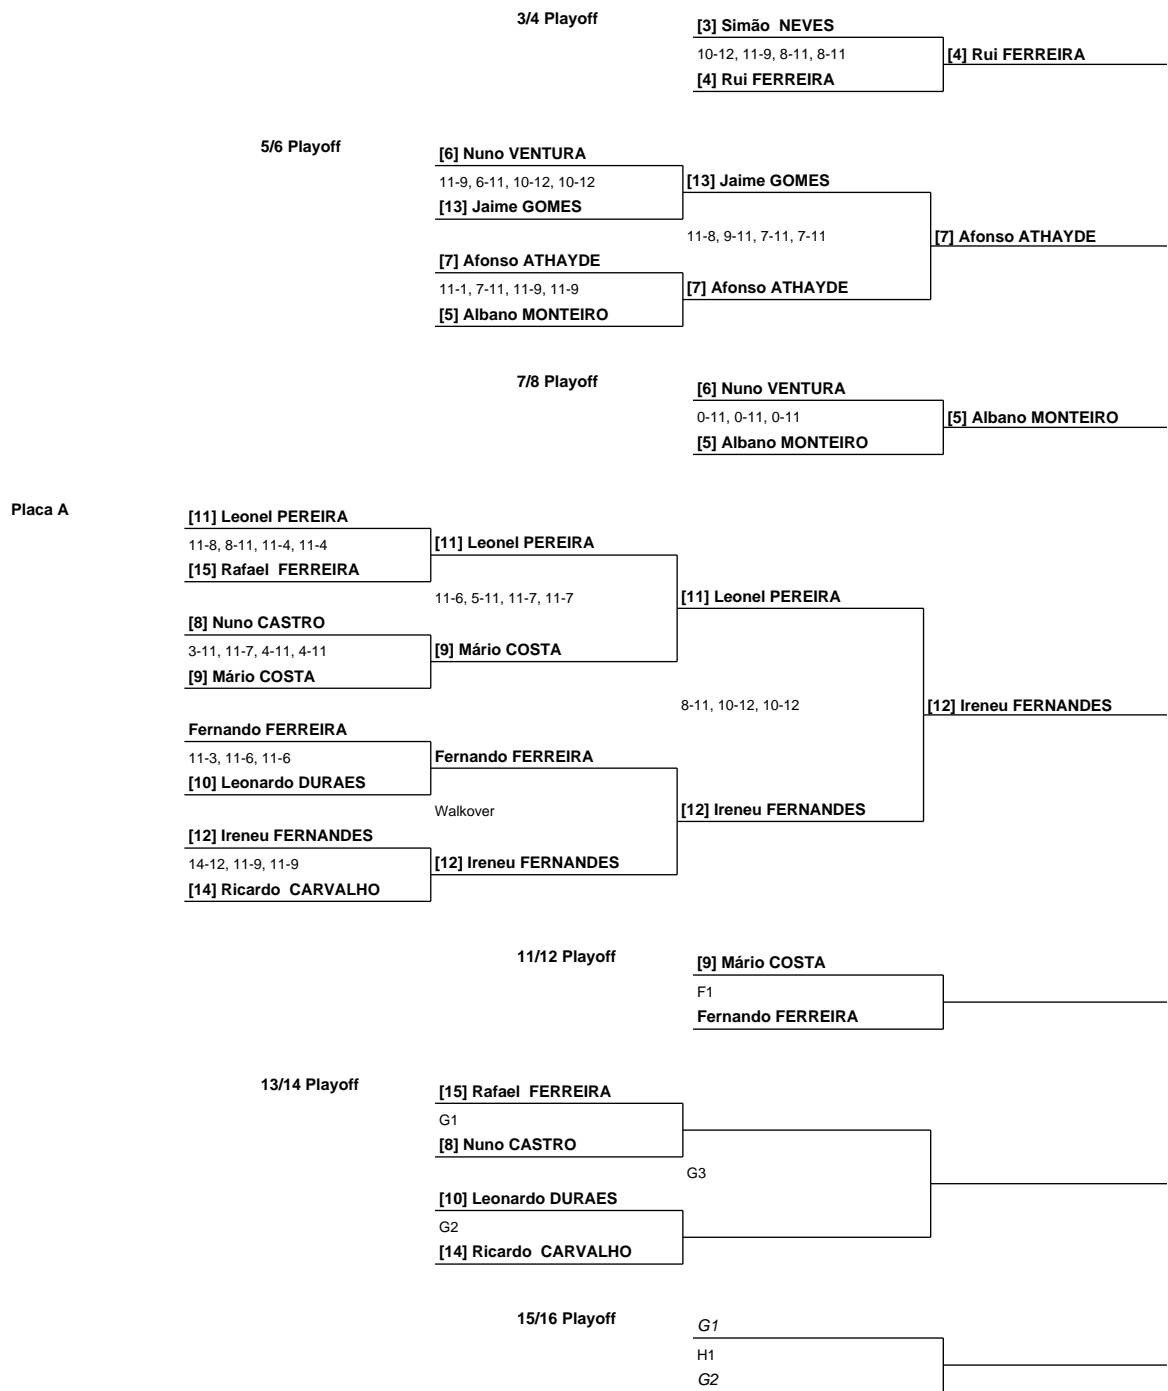 3/4 Playoff
[3] Simão  NEVES
10-12, 11-9, 8-11, 8-11
[4] Rui FERREIRA
[4] Rui FERREIRA
5/6 Playoff
[6] Nuno VENTURA
11-9, 6-11, 10-12, 10-12
[13] Jaime GOMES
[13] Jaime GOMES
11-8, 9-11, 7-11, 7-11
[7] Afonso ATHAYDE
[7] Afonso ATHAYDE
11-1, 7-11, 11-9, 11-9
[7] Afonso ATHAYDE
[5] Albano MONTEIRO
7/8 Playoff
[6] Nuno VENTURA
0-11, 0-11, 0-11
[5] Albano MONTEIRO
[5] Albano MONTEIRO
Placa A
[11] Leonel PEREIRA
11-8, 8-11, 11-4, 11-4
[11] Leonel PEREIRA
[15] Rafael  FERREIRA
11-6, 5-11, 11-7, 11-7
[11] Leonel PEREIRA
[8] Nuno CASTRO
3-11, 11-7, 4-11, 4-11
[9] Mário COSTA
[9] Mário COSTA
8-11, 10-12, 10-12
[12] Ireneu FERNANDES
Fernando FERREIRA
11-3, 11-6, 11-6
Fernando FERREIRA
[10] Leonardo DURAES
Walkover
[12] Ireneu FERNANDES
[12] Ireneu FERNANDES
14-12, 11-9, 11-9
[12] Ireneu FERNANDES
[14] Ricardo  CARVALHO
11/12 Playoff
[9] Mário COSTA
F1
Fernando FERREIRA
13/14 Playoff
[15] Rafael  FERREIRA
G1
[8] Nuno CASTRO
G3
[10] Leonardo DURAES
G2
[14] Ricardo  CARVALHO
15/16 Playoff
G1
H1
G2